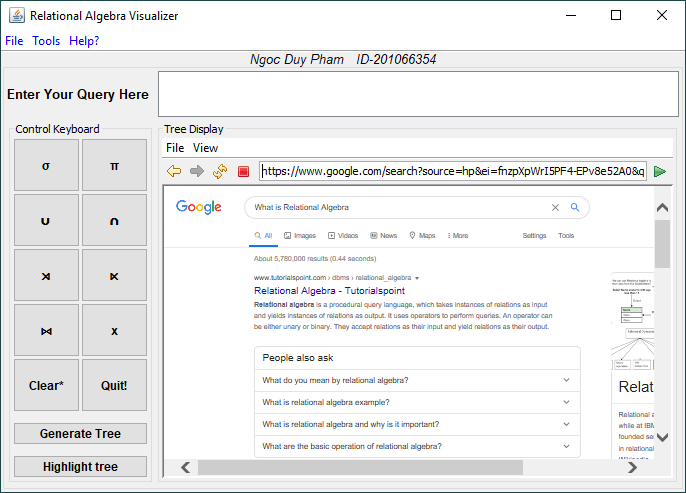 Relational Algebra Visualizer
File Tools Help?
Ngoc Duy Pham ID-201066354
Enter Your Query Here
Control Keyboard
σ π
∪ ∩
⋊ ⋉
⋈ x
Clear* Quit!
Generate Tree
Highlight tree
Tree Display
File View
https://www.google.com/search?source=hp&ei=fnzpXpWrI5PF4-EPv8e52A0&q
Google What is Relational Algebra
All Images Videos News Maps More Settings Tools
About 5,780,000 results (0.44 seconds)
www.tutorialspoint.com › dbms › relational_algebra
Relational Algebra - Tutorialspoint
Relational algebra is a procedural query language, which takes instances of relations as input
and yields instances of relations as output. It uses operators to perform queries. An operator can
be either unary or binary. They accept relations as their input and yield relations as their output.
People also ask
What do you mean by relational algebra?
What is relational algebra example?
What is relational algebra and why is it important?
What are the basic operation of relational algebra?
Relat
Relational a
while at IBM
founded se
in relational